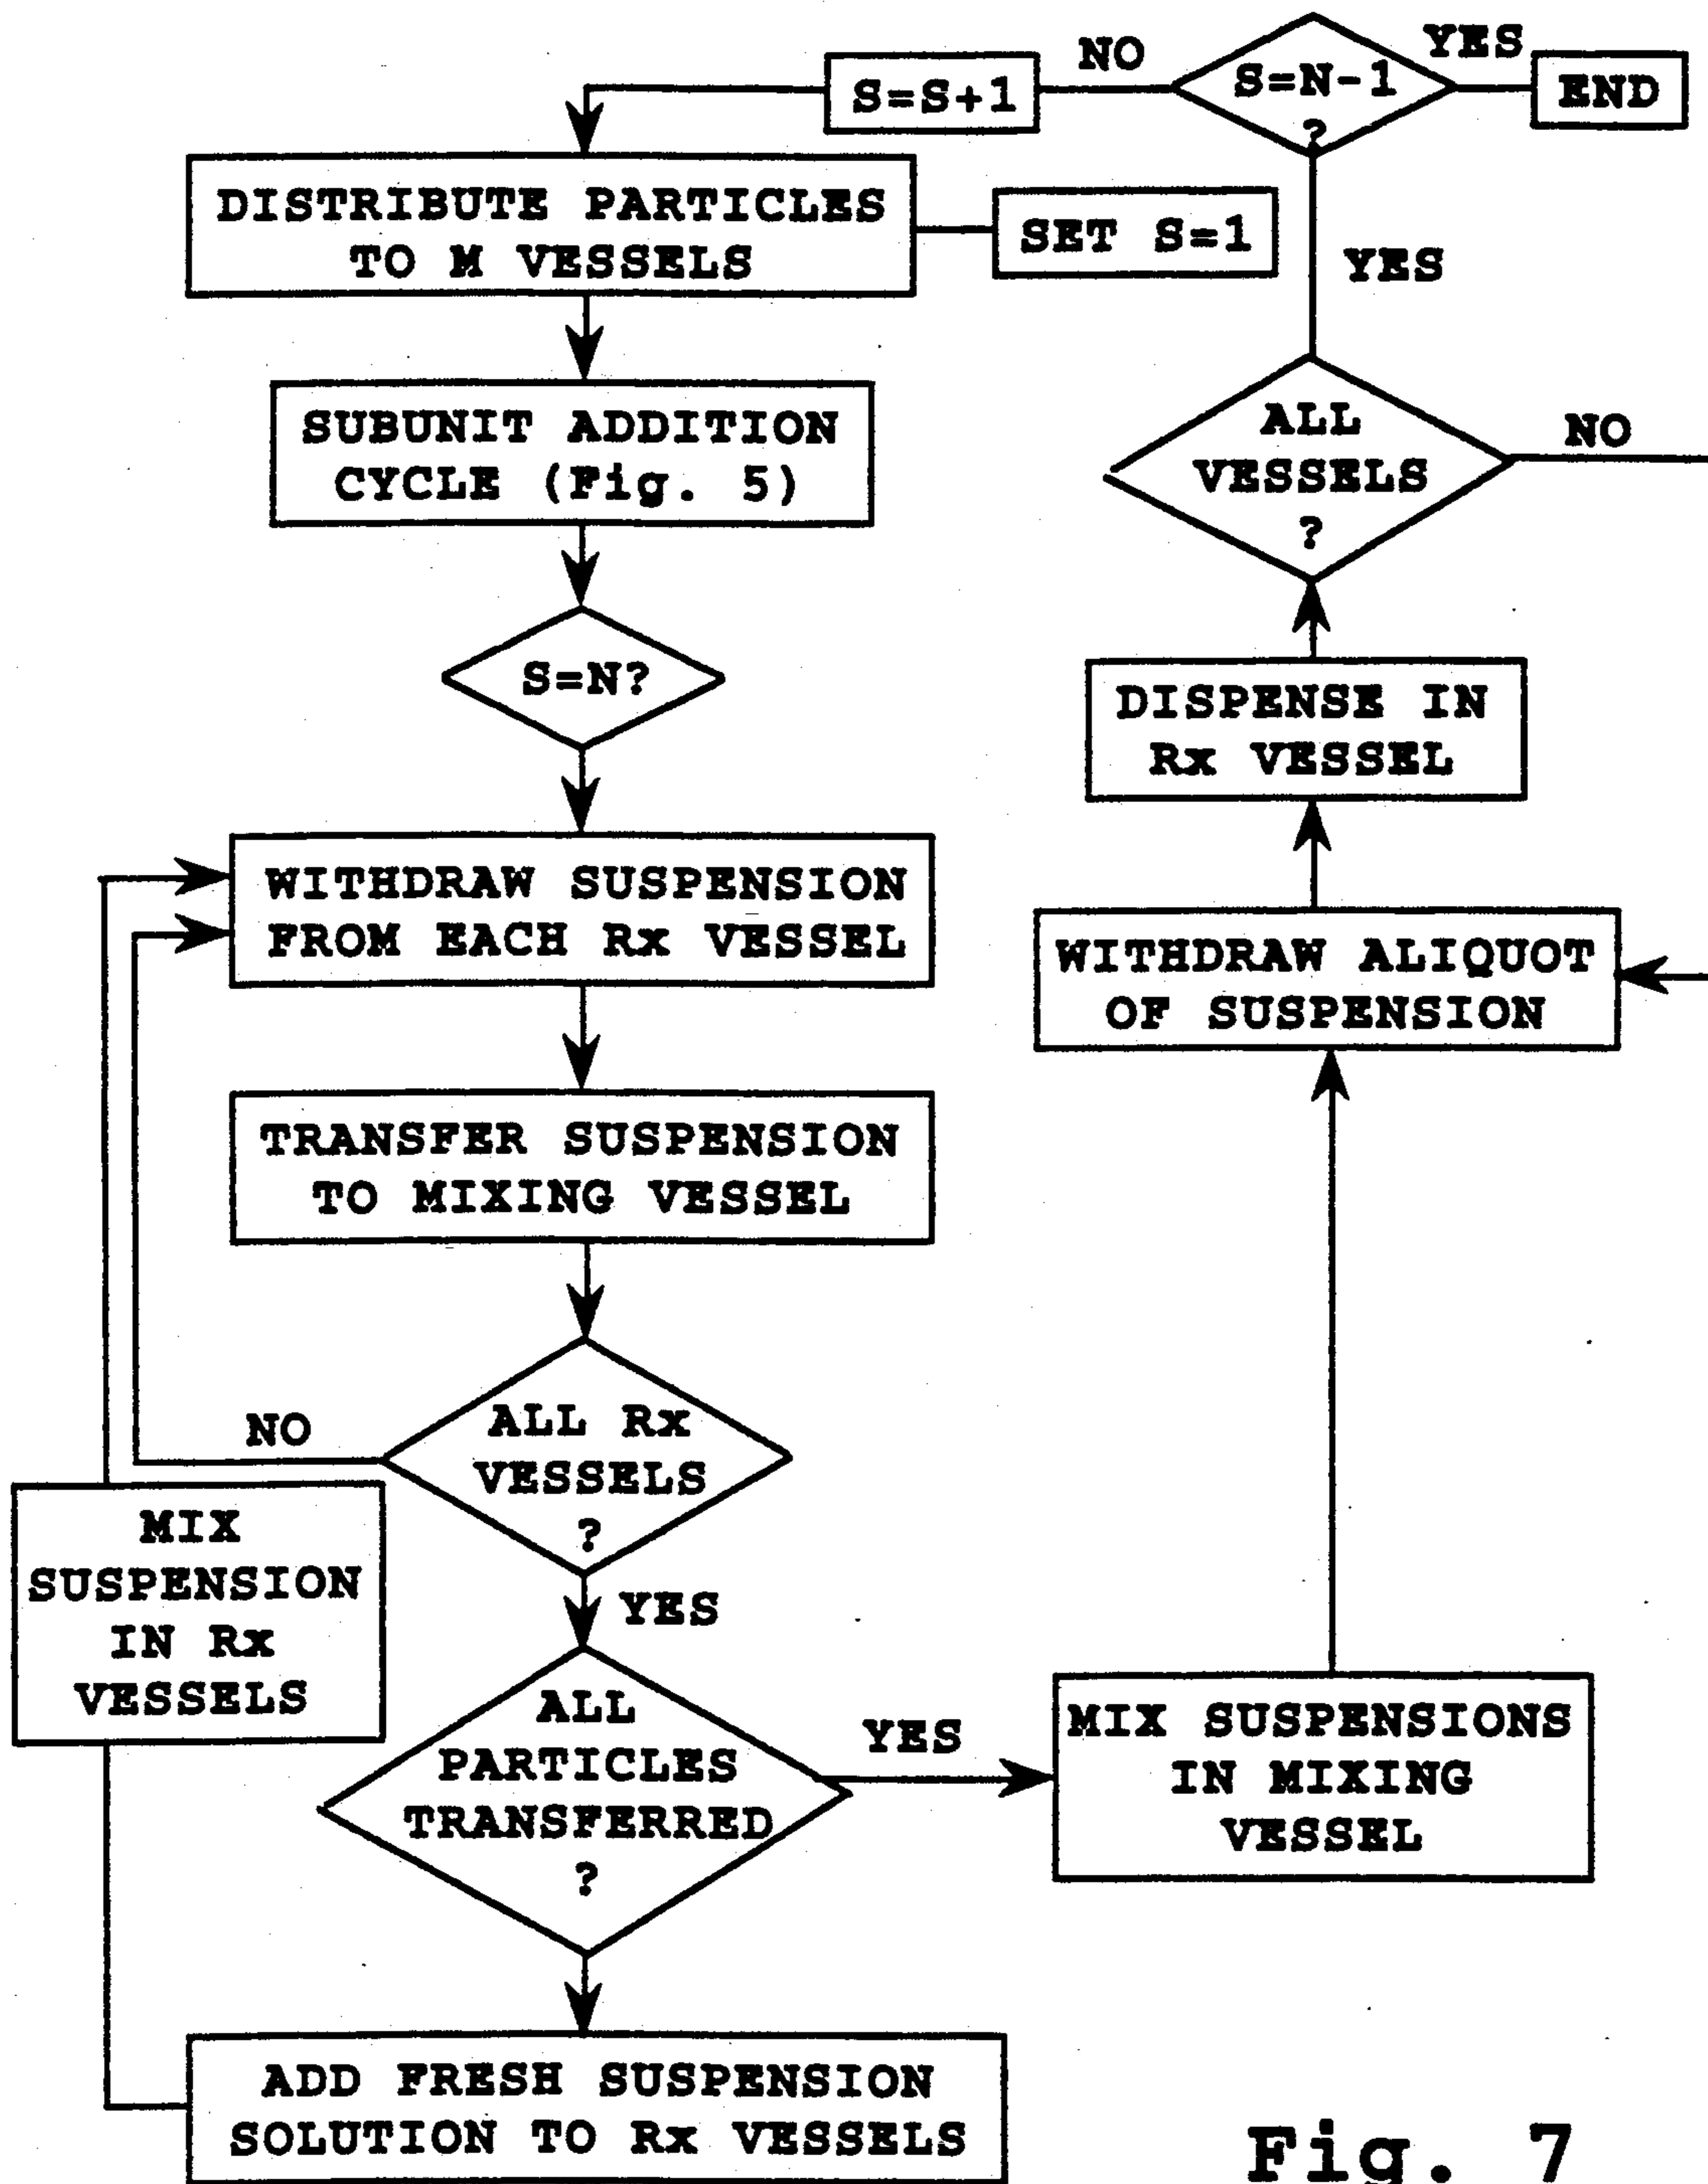 NO
YES
S=S+1
S=N-1
?
END
DISTRIBUTE PARTICLES
TO M VESSELS
SET S=1
YES
SUBUNIT ADDITION
CYCLE (Fig. 5)
ALL
VESSELS
?
NO
S=N?
DISPENSE IN
Rx VESSEL
WITHDRAW SUSPENSION
FROM EACH Rx VESSEL
WITHDRAW ALIQUOT
OF SUSPENSION
TRANSFER SUSPENSION
TO MIXING VESSEL
NO
ALL Rx
VESSELS
?
YES
MIX
SUSPENSION
IN Rx
VESSELS
ALL
PARTICLES
TRANSFERRED
?
YES
MIX SUSPENSIONS
IN MIXING
VESSEL
ADD FRESH SUSPENSION
SOLUTION TO Rx VESSELS
Fig. 7